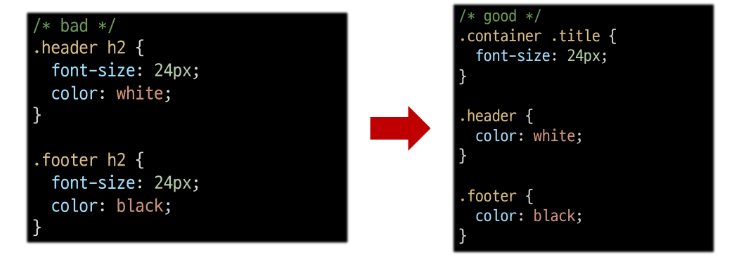 /* bad */
.header h2 {
  font-size: 24px;
  color: white;
}

.footer h2 {
  font-size: 24px;
  color: black;
}

/* good */
.container .title {
  font-size: 24px;
}

.header {
  color: white;
}

.footer {
  color: black;
}